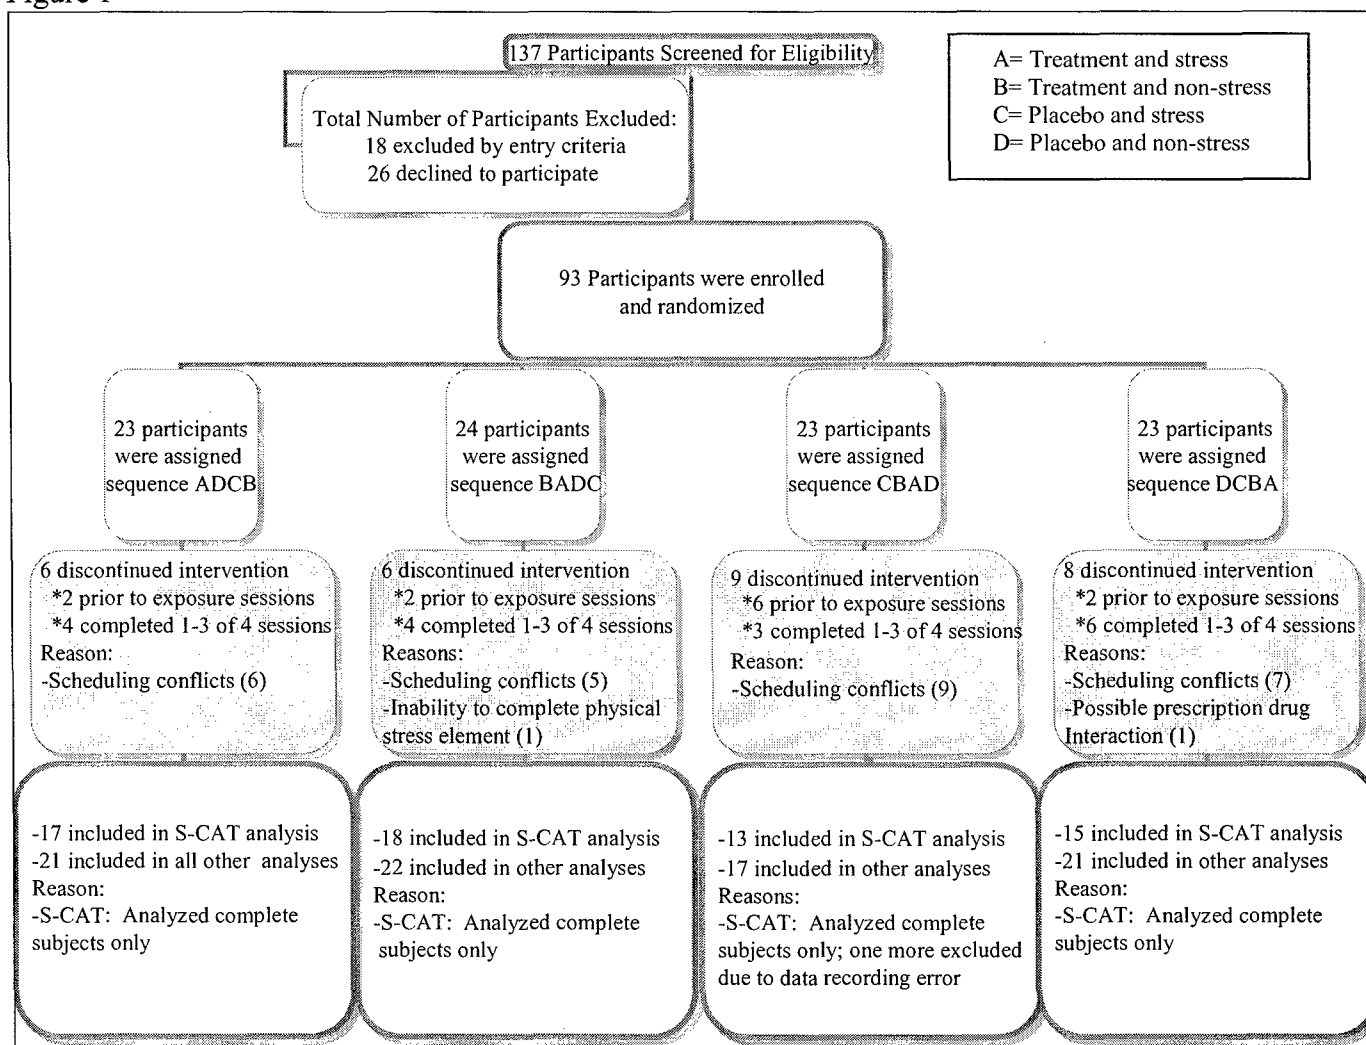 137 Participants Screened for Eligibility
A= Treatment and stress
B= Treatment and non-stress
C= Placebo and stress
D= Placebo and non-stress
Total Number of Participants Excluded:
18 excluded by entry criteria
26 declined to participate
93 Participants were enrolled
and randomized
23 participants
were assigned
sequence ADCB
24 participants
were assigned
sequence BADC
23 participants
were assigned
sequence CBAD
23 participants
were assigned
sequence DCBA
6 discontinued intervention
*2 prior to exposure sessions
*4 completed 1-3 of 4 sessions
Reason:
-Scheduling conflicts (6)
6 discontinued intervention
*2 prior to exposure sessions
*4 completed 1-3 of 4 sessions
Reasons:
-Scheduling conflicts (5)
-Inability to complete physical
stress element (1)
9 discontinued intervention
*6 prior to exposure sessions
*3 completed 1-3 of 4 sessions
Reason:
-Scheduling conflicts (9)
8 discontinued intervention
*2 prior to exposure sessions
*6 completed 1-3 of 4 sessions
Reasons:
-Scheduling conflicts (7)
-Possible prescription drug
Interaction (1)
-17 included in S-CAT analysis
-21 included in all other analyses
Reason:
-S-CAT: Analyzed complete
subjects only
-18 included in S-CAT analysis
-22 included in other analyses
Reason:
-S-CAT: Analyzed complete
subjects only
-13 included in S-CAT analysis
-17 included in other analyses
Reasons:
-S-CAT: Analyzed complete
subjects only; one more excluded
due to data recording error
-15 included in S-CAT analysis
-21 included in other analyses
Reason:
-S-CAT: Analyzed complete
subjects only